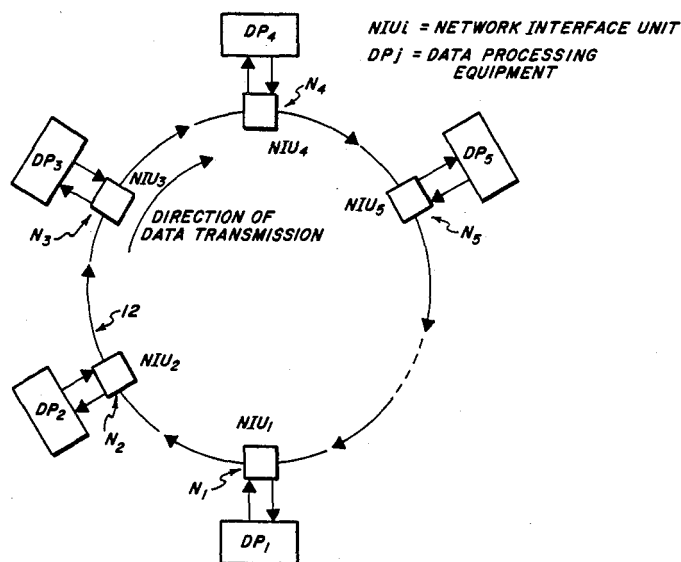 DP₄
NIUi = NETWORK INTERFACE UNIT
DPj = DATA PROCESSING
EQUIPMENT
N₄
NIU₄
DP₃
NIU₃
N₃
DP₅
NIU₅
N₅
DIRECTION OF
DATA TRANSMISSION
12
NIU₂
DP₂
N₂
NIU₁
N₁
DP₁